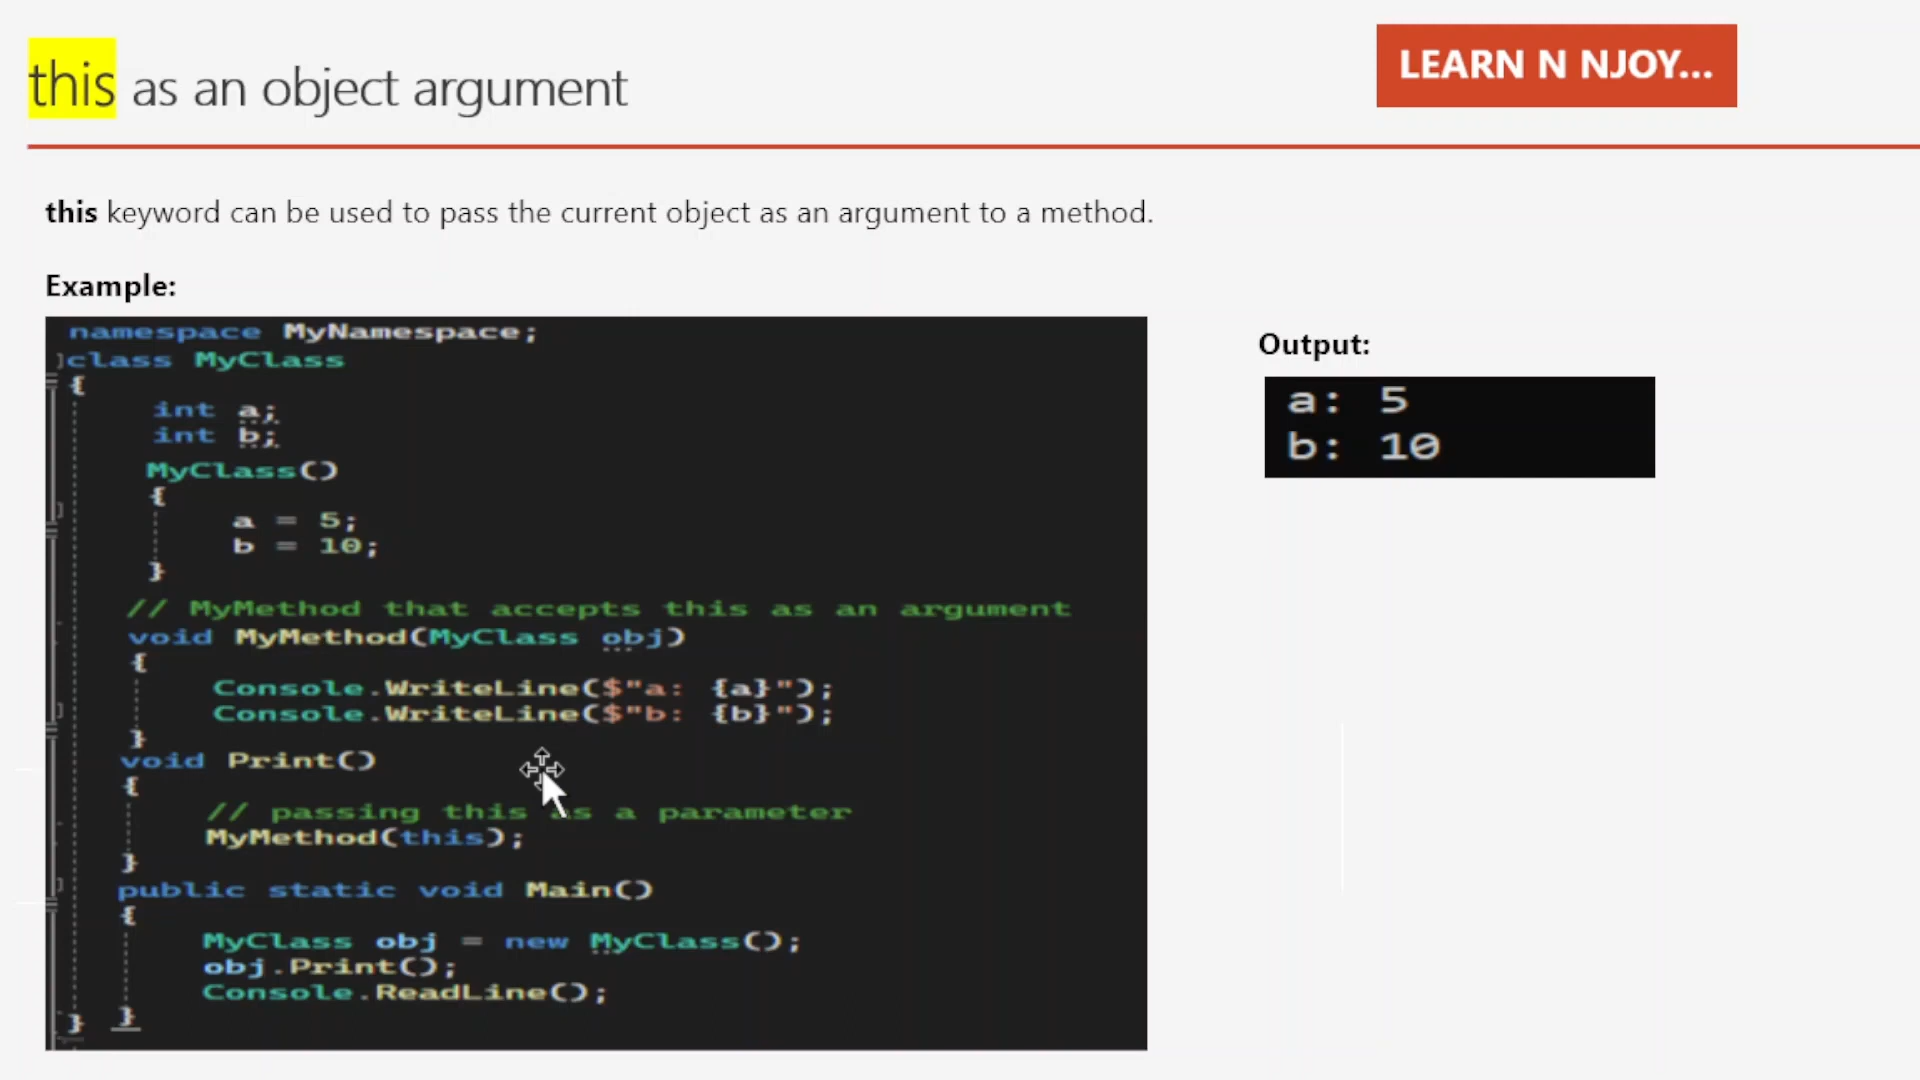 this as an object argument
LEARN N NJOY...
this keyword can be used to pass the current object as an argument to a method.
Example:
namespace MyNamespace;
class MyClass
{
int a;
int b;
MyClass()
{
a = 5;
b = 10;
}
// MyMethod that accepts this as an argument
void MyMethod(MyClass obj)
{
Console.WriteLine($"a: {a}");
Console.WriteLine($"b: {b}");
}
void Print()
{
// passing this as a parameter
MyMethod(this);
}
public static void Main()
{
MyClass obj = new MyClass();
obj.Print();
Console.ReadLine();
} }
Output:
a: 5
b: 10